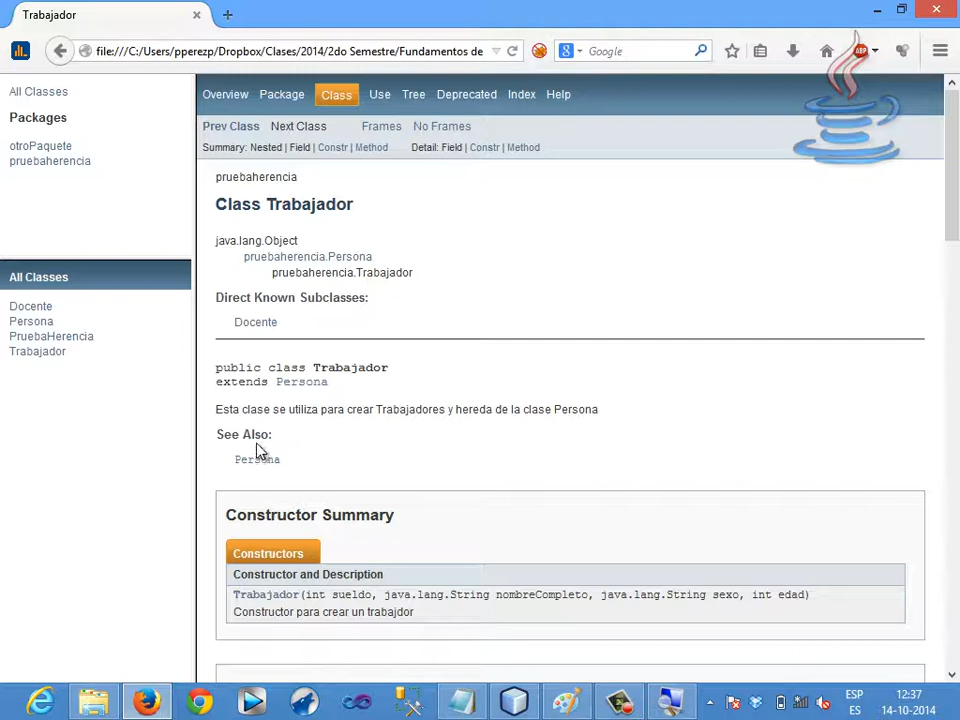 Trabajador
file:///C:/Users/pperezp/Dropbox/Clases/2014/2do Semestre/Fundamentos de
Google
ABP
All Classes
Packages
otroPaquete
pruebaherencia
All Classes
Docente
Persona
PruebaHerencia
Trabajador
Overview Package Class Use Tree Deprecated Index Help
Prev Class Next Class Frames No Frames
Summary: Nested | Field | Constr | Method Detail: Field | Constr | Method
pruebaherencia
Class Trabajador
java.lang.Object
pruebaherencia.Persona
pruebaherencia.Trabajador
Direct Known Subclasses:
Docente
public class Trabajador
extends Persona
Esta clase se utiliza para crear Trabajadores y hereda de la clase Persona
See Also:
Persona
Constructor Summary
Constructors
Constructor and Description
Trabajador(int sueldo, java.lang.String nombreCompleto, java.lang.String sexo, int edad)
Constructor para crear un trabajdor
ESP
ES
12:37
14-10-2014